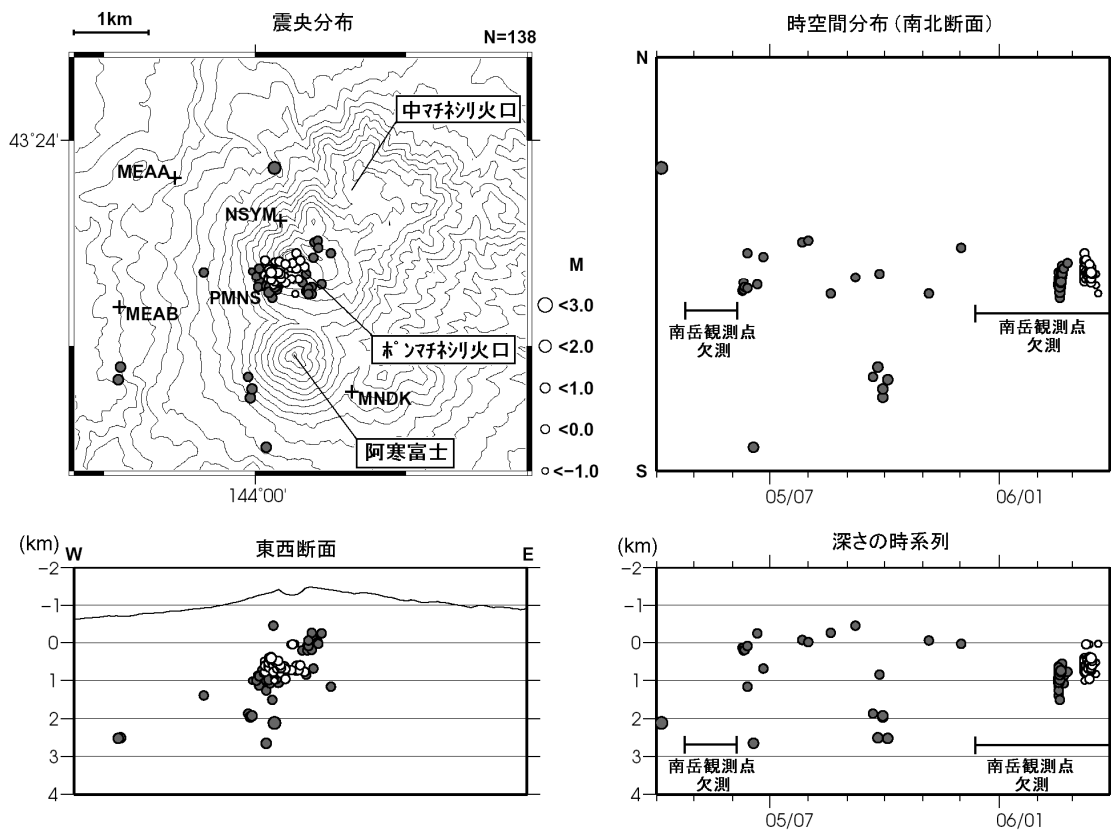 1km
震央分布
N=138
43°24'
中マチネシリ火口
MEAA
NSYM
PMNS
MEAB
ポンマチネシリ火口
MNDK
阿寒富士
144°00'
M
<3.0
<2.0
<1.0
<0.0
<−1.0
時空間分布（南北断面）
N
南岳観測点
欠測
南岳観測点
欠測
S
05/07
06/01
(km)
W
東西断面
E
−2
−1
0
1
2
3
4
(km)
深さの時系列
−2
−1
0
1
2
3
4
南岳観測点
欠測
南岳観測点
欠測
05/07
06/01